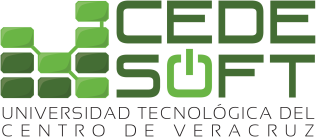 CEDE
SOFT
UNIVERSIDAD TECNOLÓGICA DEL
CENTRO DE VERACRUZ